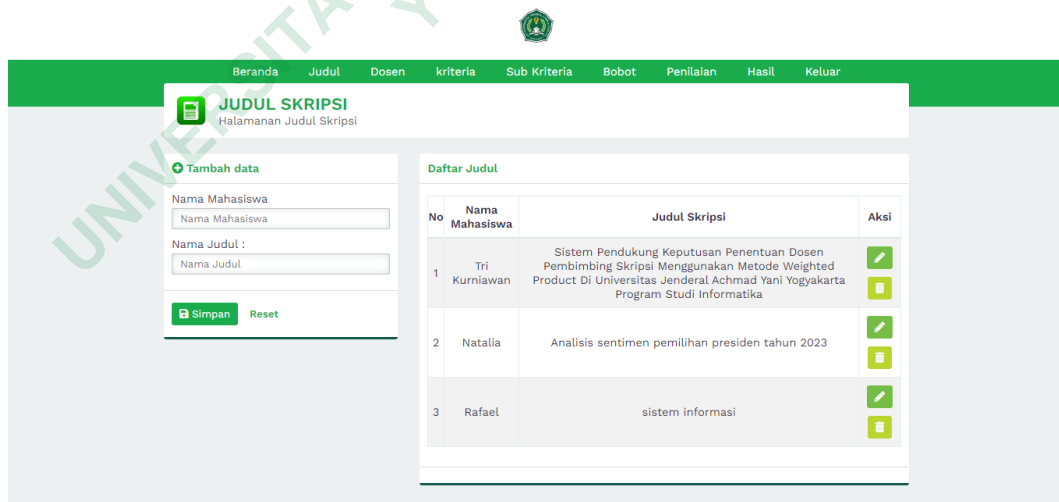 Beranda Judul Dosen kriteria Sub Kriteria Bobot Penilaian Hasil Keluar
JUDUL SKRIPSI
Halamanan Judul Skripsi
Tambah data
Nama Mahasiswa
Nama Mahasiswa
Nama Judul :
Nama Judul
Simpan Reset
Daftar Judul
No Nama Mahasiswa Judul Skripsi Aksi
1 Tri Kurniawan Sistem Pendukung Keputusan Penentuan Dosen
Pembimbing Skripsi Menggunakan Metode Weighted
Product Di Universitas Jenderal Achmad Yani Yogyakarta
Program Studi Informatika
2 Natalia Analisis sentimen pemilihan presiden tahun 2023
3 Rafael sistem informasi